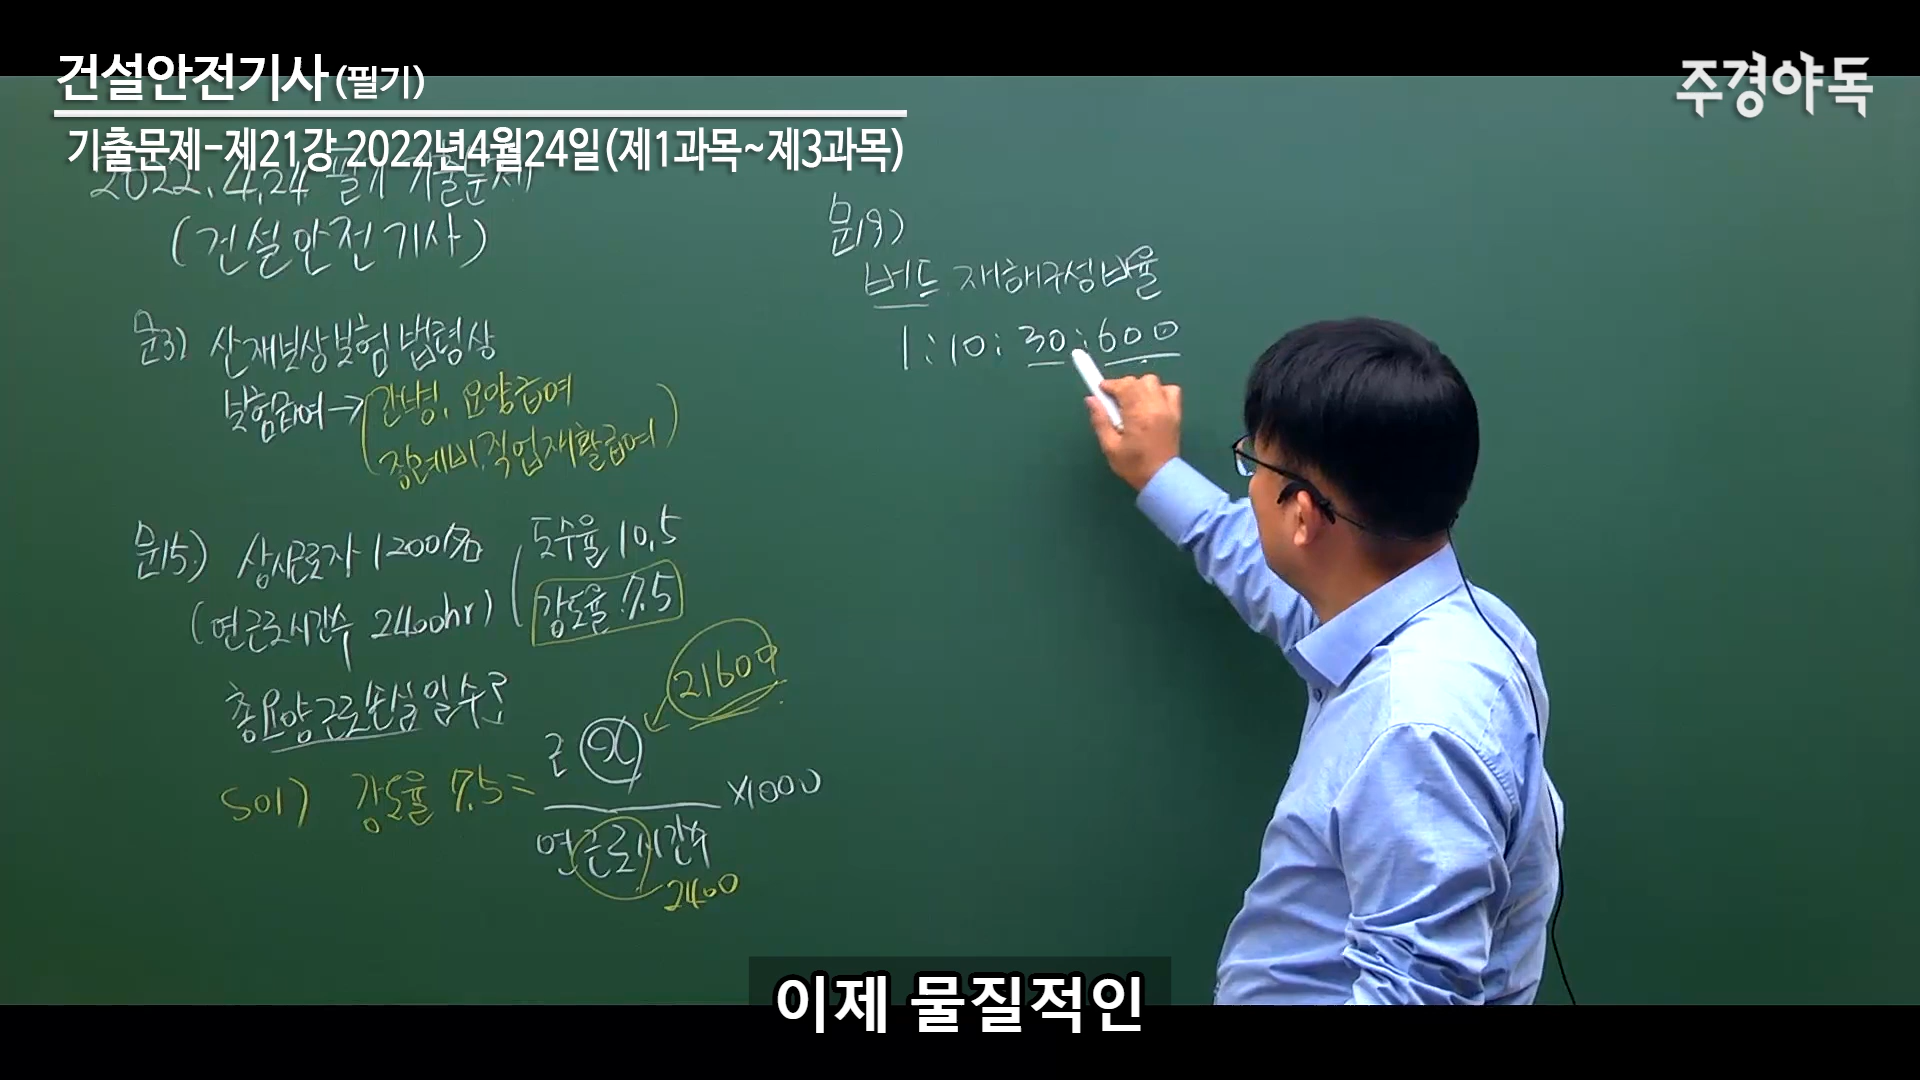 건설안전기사(필기)
기출문제-제21강 2022년4월24일(제1과목~제3과목)
주경야독
2022.4.24 필기 기출문제
(건설안전기사)
문3) 산재보상보험법령상
보험급여→(간병, 요양급여
장례비, 직업재활급여)
문15.) 상시근로자 1200명
(연근로시간수 2400hr)
(도수율 10.5
강도율 7.5
총요양근로손실일수?
21600
Sol) 강도율 7.5=
x
×1000
연근로시간수
2400
문19)
버드 재해구성비율
1:10:30:600
이제 물질적인